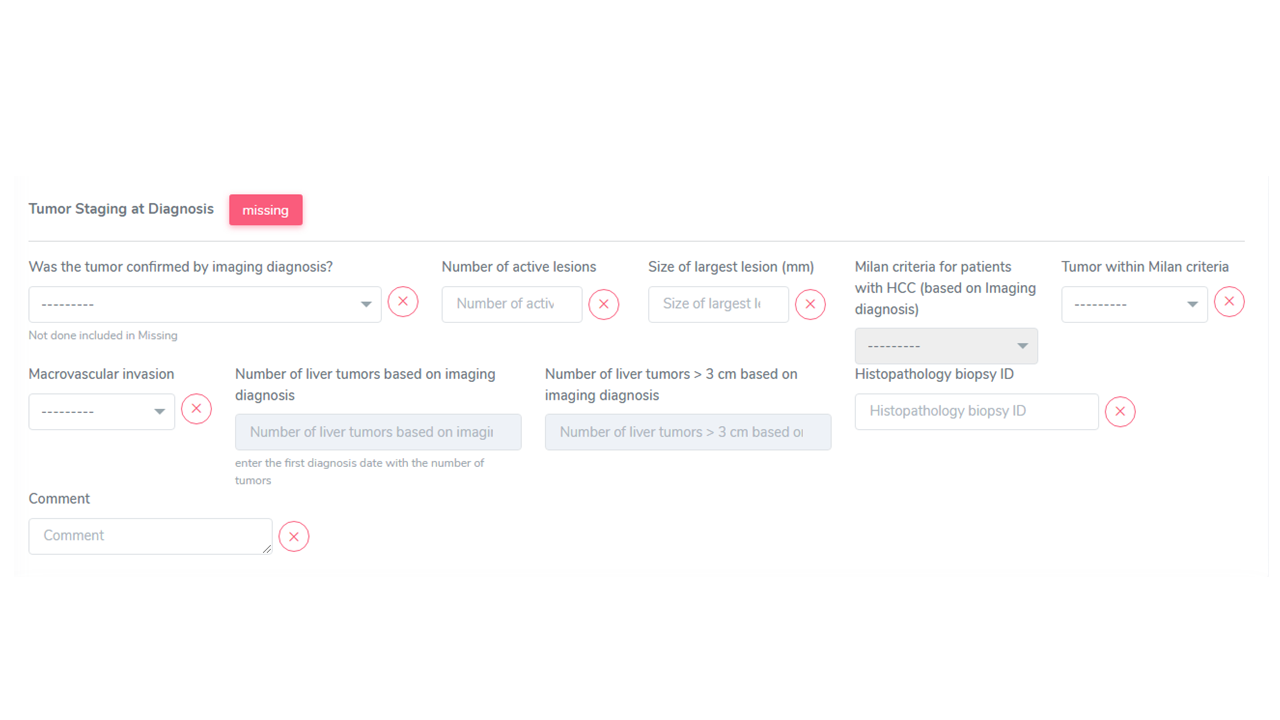 Tumor Staging at Diagnosis missing
Was the tumor confirmed by imaging diagnosis?
---------
Not done included in Missing
Number of active lesions
Number of activ
Size of largest lesion (mm)
Size of largest le
Milan criteria for patients
with HCC (based on Imaging
diagnosis)
---------
Tumor within Milan criteria
---------
Macrovascular invasion
---------
Number of liver tumors based on imaging
diagnosis
Number of liver tumors based on imagin
enter the first diagnosis date with the number of
tumors
Number of liver tumors > 3 cm based on
imaging diagnosis
Number of liver tumors > 3 cm based on
Histopathology biopsy ID
Histopathology biopsy ID
Comment
Comment